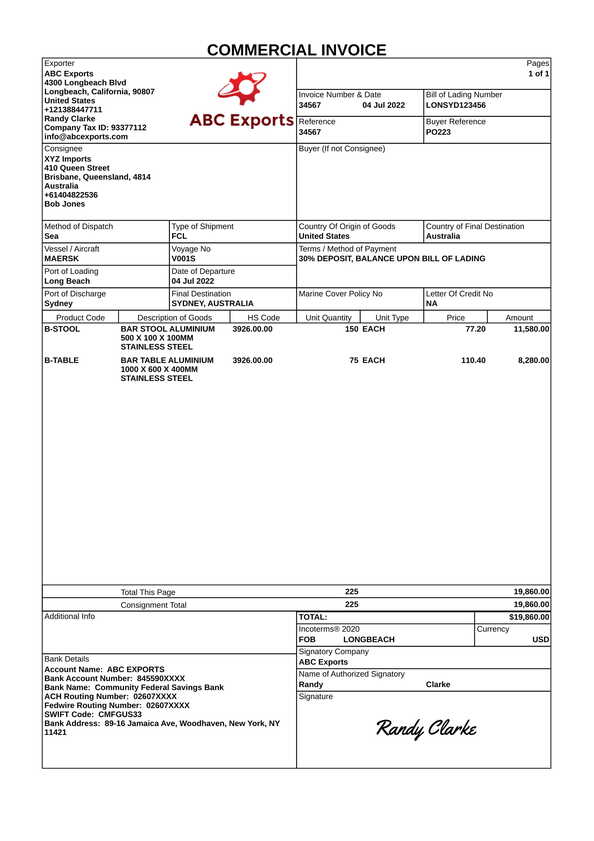 COMMERCIAL INVOICE
Exporter
ABC Exports
4300 Longbeach Blvd
Longbeach, California, 90807
United States
+121388447711
Randy Clarke
Company Tax ID: 93377112
info@abcexports.com
ABC Exports
Pages
1 of 1
Invoice Number & Date
34567 04 Jul 2022
Bill of Lading Number
LONSYD123456
Reference
34567
Buyer Reference
PO223
Consignee
XYZ Imports
410 Queen Street
Brisbane, Queensland, 4814
Australia
+61404822536
Bob Jones
Buyer (If not Consignee)
Method of Dispatch
Sea
Type of Shipment
FCL
Country Of Origin of Goods
United States
Country of Final Destination
Australia
Vessel / Aircraft
MAERSK
Voyage No
V001S
Terms / Method of Payment
30% DEPOSIT, BALANCE UPON BILL OF LADING
Port of Loading
Long Beach
Date of Departure
04 Jul 2022
Port of Discharge
Sydney
Final Destination
SYDNEY, AUSTRALIA
Marine Cover Policy No
Letter Of Credit No
NA
Product Code Description of Goods HS Code Unit Quantity Unit Type Price Amount
B-STOOL BAR STOOL ALUMINIUM 3926.00.00 150 EACH 77.20 11,580.00
500 X 100 X 100MM
STAINLESS STEEL
B-TABLE BAR TABLE ALUMINIUM 3926.00.00 75 EACH 110.40 8,280.00
1000 X 600 X 400MM
STAINLESS STEEL
Total This Page 225 19,860.00
Consignment Total 225 19,860.00
Additional Info
TOTAL: $19,860.00
Incoterms® 2020
FOB LONGBEACH
Currency
USD
Signatory Company
ABC Exports
Name of Authorized Signatory
Randy Clarke
Signature
Randy Clarke
Bank Details
Account Name: ABC EXPORTS
Bank Account Number: 845590XXXX
Bank Name: Community Federal Savings Bank
ACH Routing Number: 02607XXXX
Fedwire Routing Number: 02607XXXX
SWIFT Code: CMFGUS33
Bank Address: 89-16 Jamaica Ave, Woodhaven, New York, NY
11421